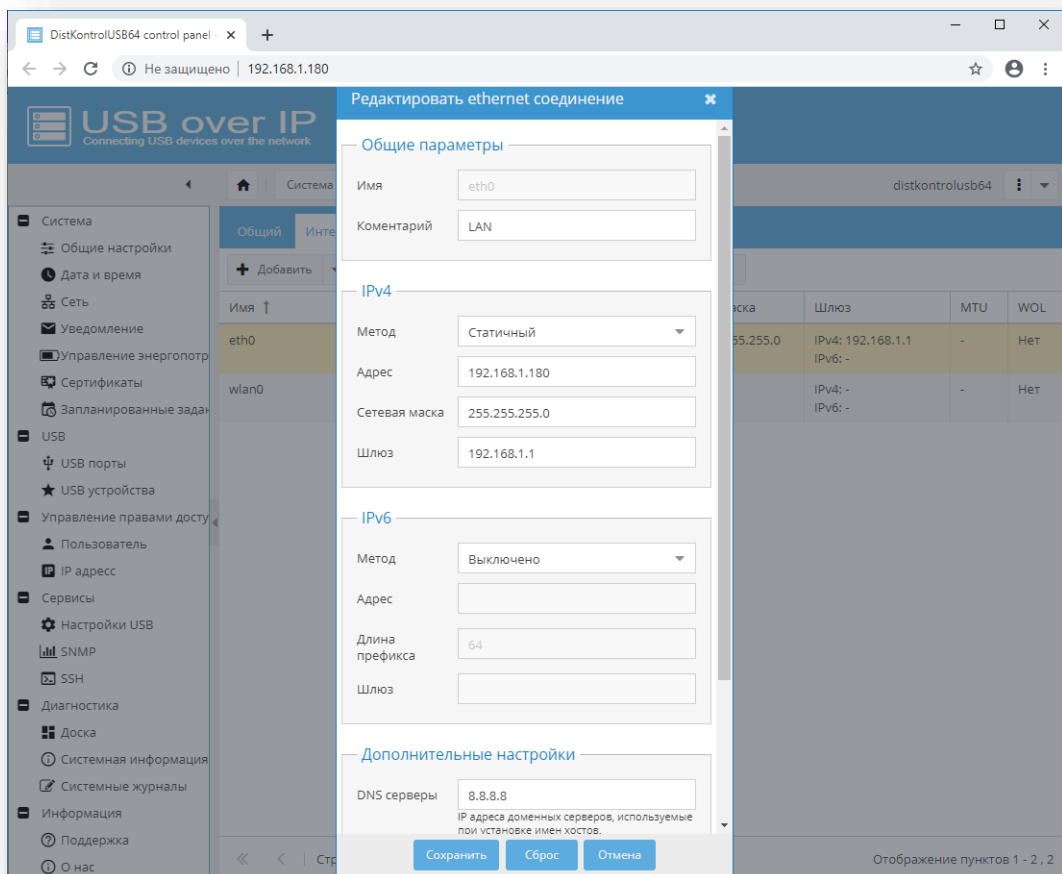 DistKontrolUSB64 control panel -
Не защищено | 192.168.1.180
USB over IP
Connecting USB devices over the network
Система
distkontrolusb64
Система
Общие настройки
Дата и время
Сеть
Уведомление
Управление энергопотр
Сертификаты
Запланированные задан
USB
USB порты
USB устройства
Управление правами досту
Пользователь
IP адресс
Сервисы
Настройки USB
SNMP
SSH
Диагностика
Доска
Системная информация
Системные журналы
Информация
Поддержка
О нас
Общий
Инте
Добавить
Имя
аска
Шлюз
MTU
WOL
eth0
55.255.0
IPv4: 192.168.1.1
IPv6: -
-
Нет
wlan0
IPv4: -
IPv6: -
-
Нет
Стр
Отображение пунктов 1 - 2 , 2
Редактировать ethernet соединение
Общие параметры
Имя
eth0
Коментарий
LAN
IPv4
Метод
Статичный
Адрес
192.168.1.180
Сетевая маска
255.255.255.0
Шлюз
192.168.1.1
IPv6
Метод
Выключено
Адрес
Длина
префикса
64
Шлюз
Дополнительные настройки
DNS серверы
8.8.8.8
IP адреса доменных серверов, используемые
при установке имен хостов.
Сохранить
Сброс
Отмена